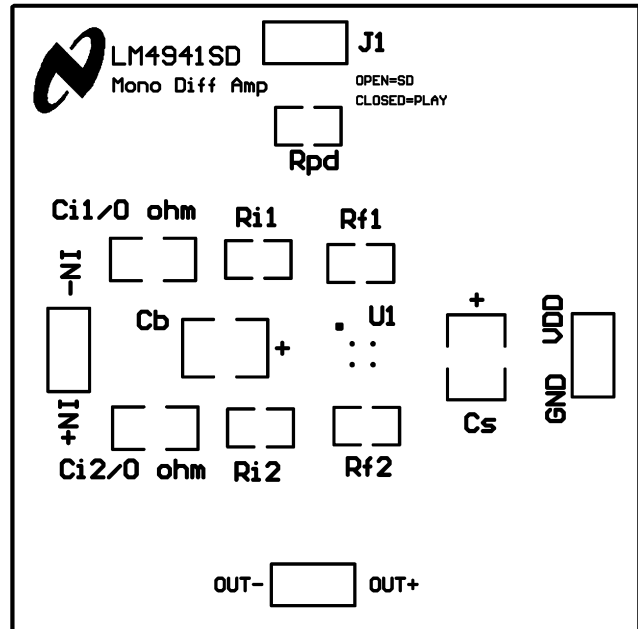 LM4941SD
Mono Diff Amp
J1
OPEN=SD
CLOSED=PLAY
Rpd
Ci1/0 ohm
Ri1
Rf1
-NI
Cb
+
U1
+
VDD
+NI
GND
Cs
Ci2/0 ohm
Ri2
Rf2
OUT-
OUT+